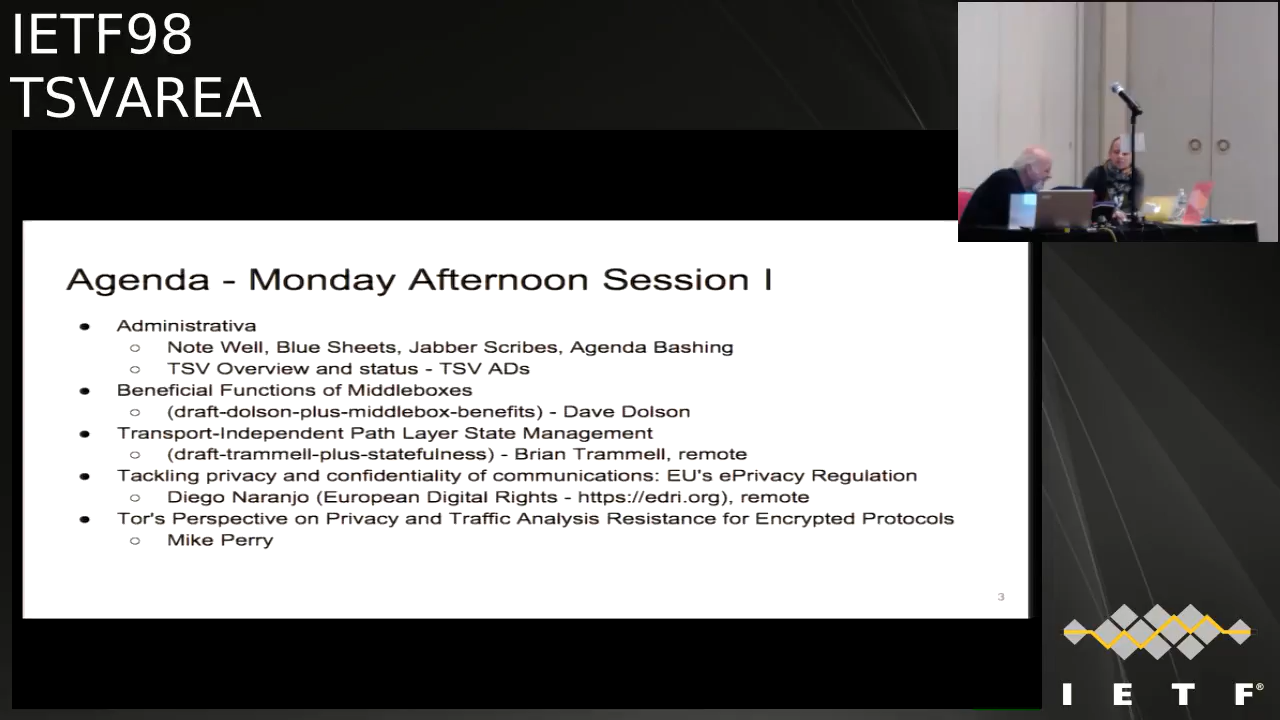 IETF98
TSVAREA
Agenda - Monday Afternoon Session I
● Administrativa
○ Note Well, Blue Sheets, Jabber Scribes, Agenda Bashing
○ TSV Overview and status - TSV ADs
● Beneficial Functions of Middleboxes
○ (draft-dolson-plus-middlebox-benefits) - Dave Dolson
● Transport-Independent Path Layer State Management
○ (draft-trammell-plus-statefulness) - Brian Trammell, remote
● Tackling privacy and confidentiality of communications: EU's ePrivacy Regulation
○ Diego Naranjo (European Digital Rights - https://edri.org), remote
● Tor's Perspective on Privacy and Traffic Analysis Resistance for Encrypted Protocols
○ Mike Perry
3
I E T F®